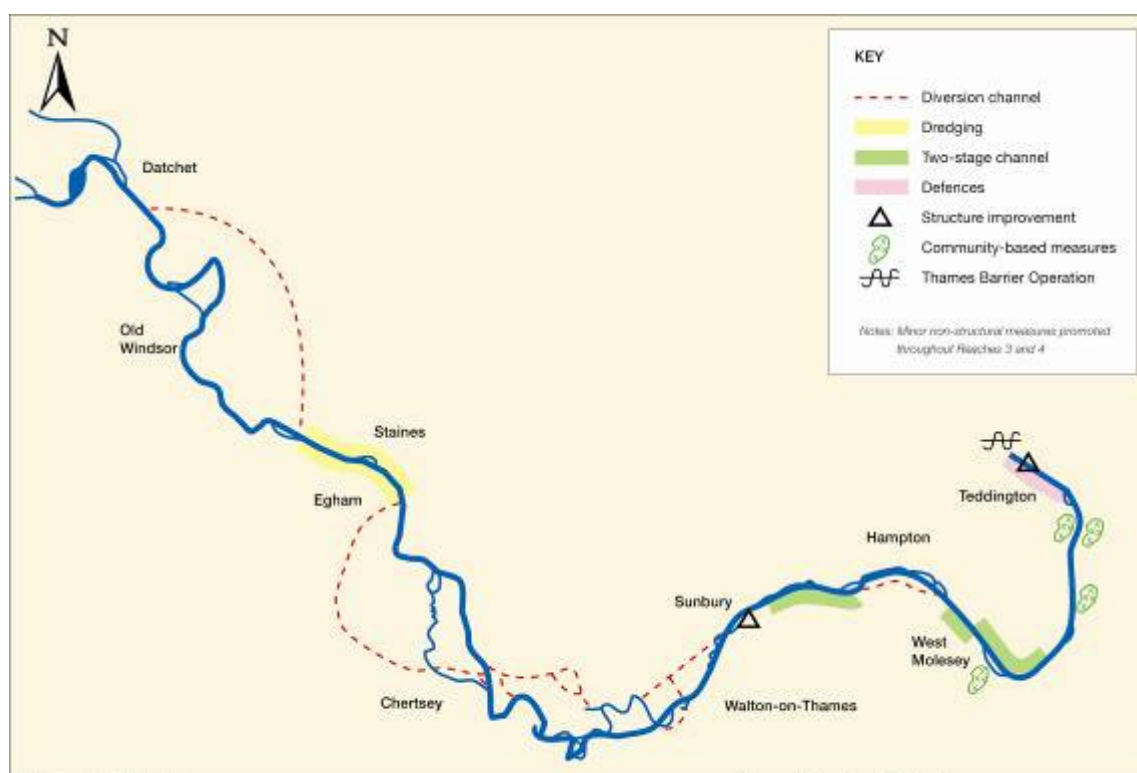 N
KEY
Diversion channel
Dredging
Two-stage channel
Defences
Structure improvement
Community-based measures
Thames Barrier Operation
Notes: Minor non-structural measures promoted
throughout Reaches 3 and 4
Datchet
Old
Windsor
Staines
Egham
Teddington
Hampton
Sunbury
West
Molesey
Chertsey
Walton-on-Thames